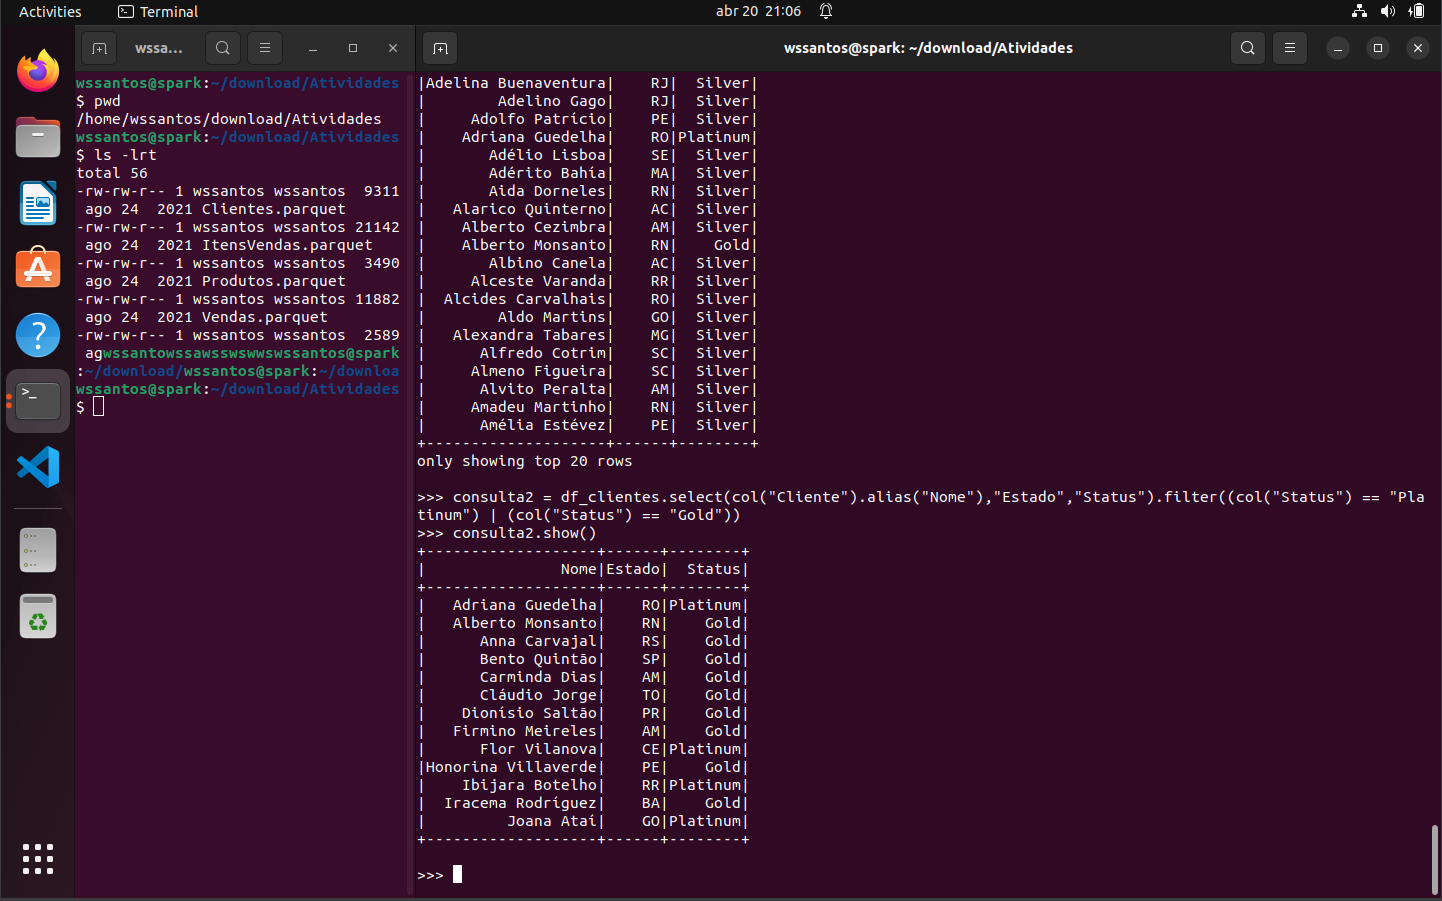 Activities
Terminal
abr 20 21:06
wssa...
wssantos@spark: ~/download/Atividades
wssantos@spark:~/download/Atividades
$ pwd
/home/wssantos/download/Atividades
wssantos@spark:~/download/Atividades
$ ls -lrt
total 56
-rw-rw-r-- 1 wssantos wssantos  9311
 ago 24  2021 Clientes.parquet
-rw-rw-r-- 1 wssantos wssantos 21142
 ago 24  2021 ItensVendas.parquet
-rw-rw-r-- 1 wssantos wssantos  3490
 ago 24  2021 Produtos.parquet
-rw-rw-r-- 1 wssantos wssantos 11882
 ago 24  2021 Vendas.parquet
-rw-rw-r-- 1 wssantos wssantos  2589
 agwssantowssawsswswwswssantos@spark
:~/download/wssantos@spark:~/downloa
wssantos@spark:~/download/Atividades
$
|Adelina Buenaventura|    RJ|  Silver|
|        Adelino Gago|    RJ|  Silver|
|     Adolfo Patrício|    PE|  Silver|
|    Adriana Guedelha|    RO|Platinum|
|       Adélio Lisboa|    SE|  Silver|
|       Adérito Bahía|    MA|  Silver|
|       Aida Dorneles|    RN|  Silver|
|   Alarico Quinterno|    AC|  Silver|
|    Alberto Cezimbra|    AM|  Silver|
|    Alberto Monsanto|    RN|    Gold|
|       Albino Canela|    AC|  Silver|
|     Alceste Varanda|    RR|  Silver|
|  Alcides Carvalhais|    RO|  Silver|
|        Aldo Martins|    GO|  Silver|
|   Alexandra Tabares|    MG|  Silver|
|      Alfredo Cotrim|    SC|  Silver|
|     Almeno Figueira|    SC|  Silver|
|      Alvito Peralta|    AM|  Silver|
|     Amadeu Martinho|    RN|  Silver|
|      Amélia Estévez|    PE|  Silver|
+--------------------+------+--------+
only showing top 20 rows
>>> consulta2 = df_clientes.select(col("Cliente").alias("Nome"),"Estado","Status").filter((col("Status") == "Pla
tinum") | (col("Status") == "Gold"))
>>> consulta2.show()
+-------------------+------+--------+
|               Nome|Estado|  Status|
+-------------------+------+--------+
|   Adriana Guedelha|    RO|Platinum|
|   Alberto Monsanto|    RN|    Gold|
|      Anna Carvajal|    RS|    Gold|
|      Bento Quintão|    SP|    Gold|
|      Carminda Dias|    AM|    Gold|
|      Cláudio Jorge|    TO|    Gold|
|    Dionísio Saltão|    PR|    Gold|
|   Firmino Meireles|    AM|    Gold|
|      Flor Vilanova|    CE|Platinum|
|Honorina Villaverde|    PE|    Gold|
|    Ibijara Botelho|    RR|Platinum|
|  Iracema Rodríguez|    BA|    Gold|
|         Joana Ataí|    GO|Platinum|
+-------------------+------+--------+
>>>